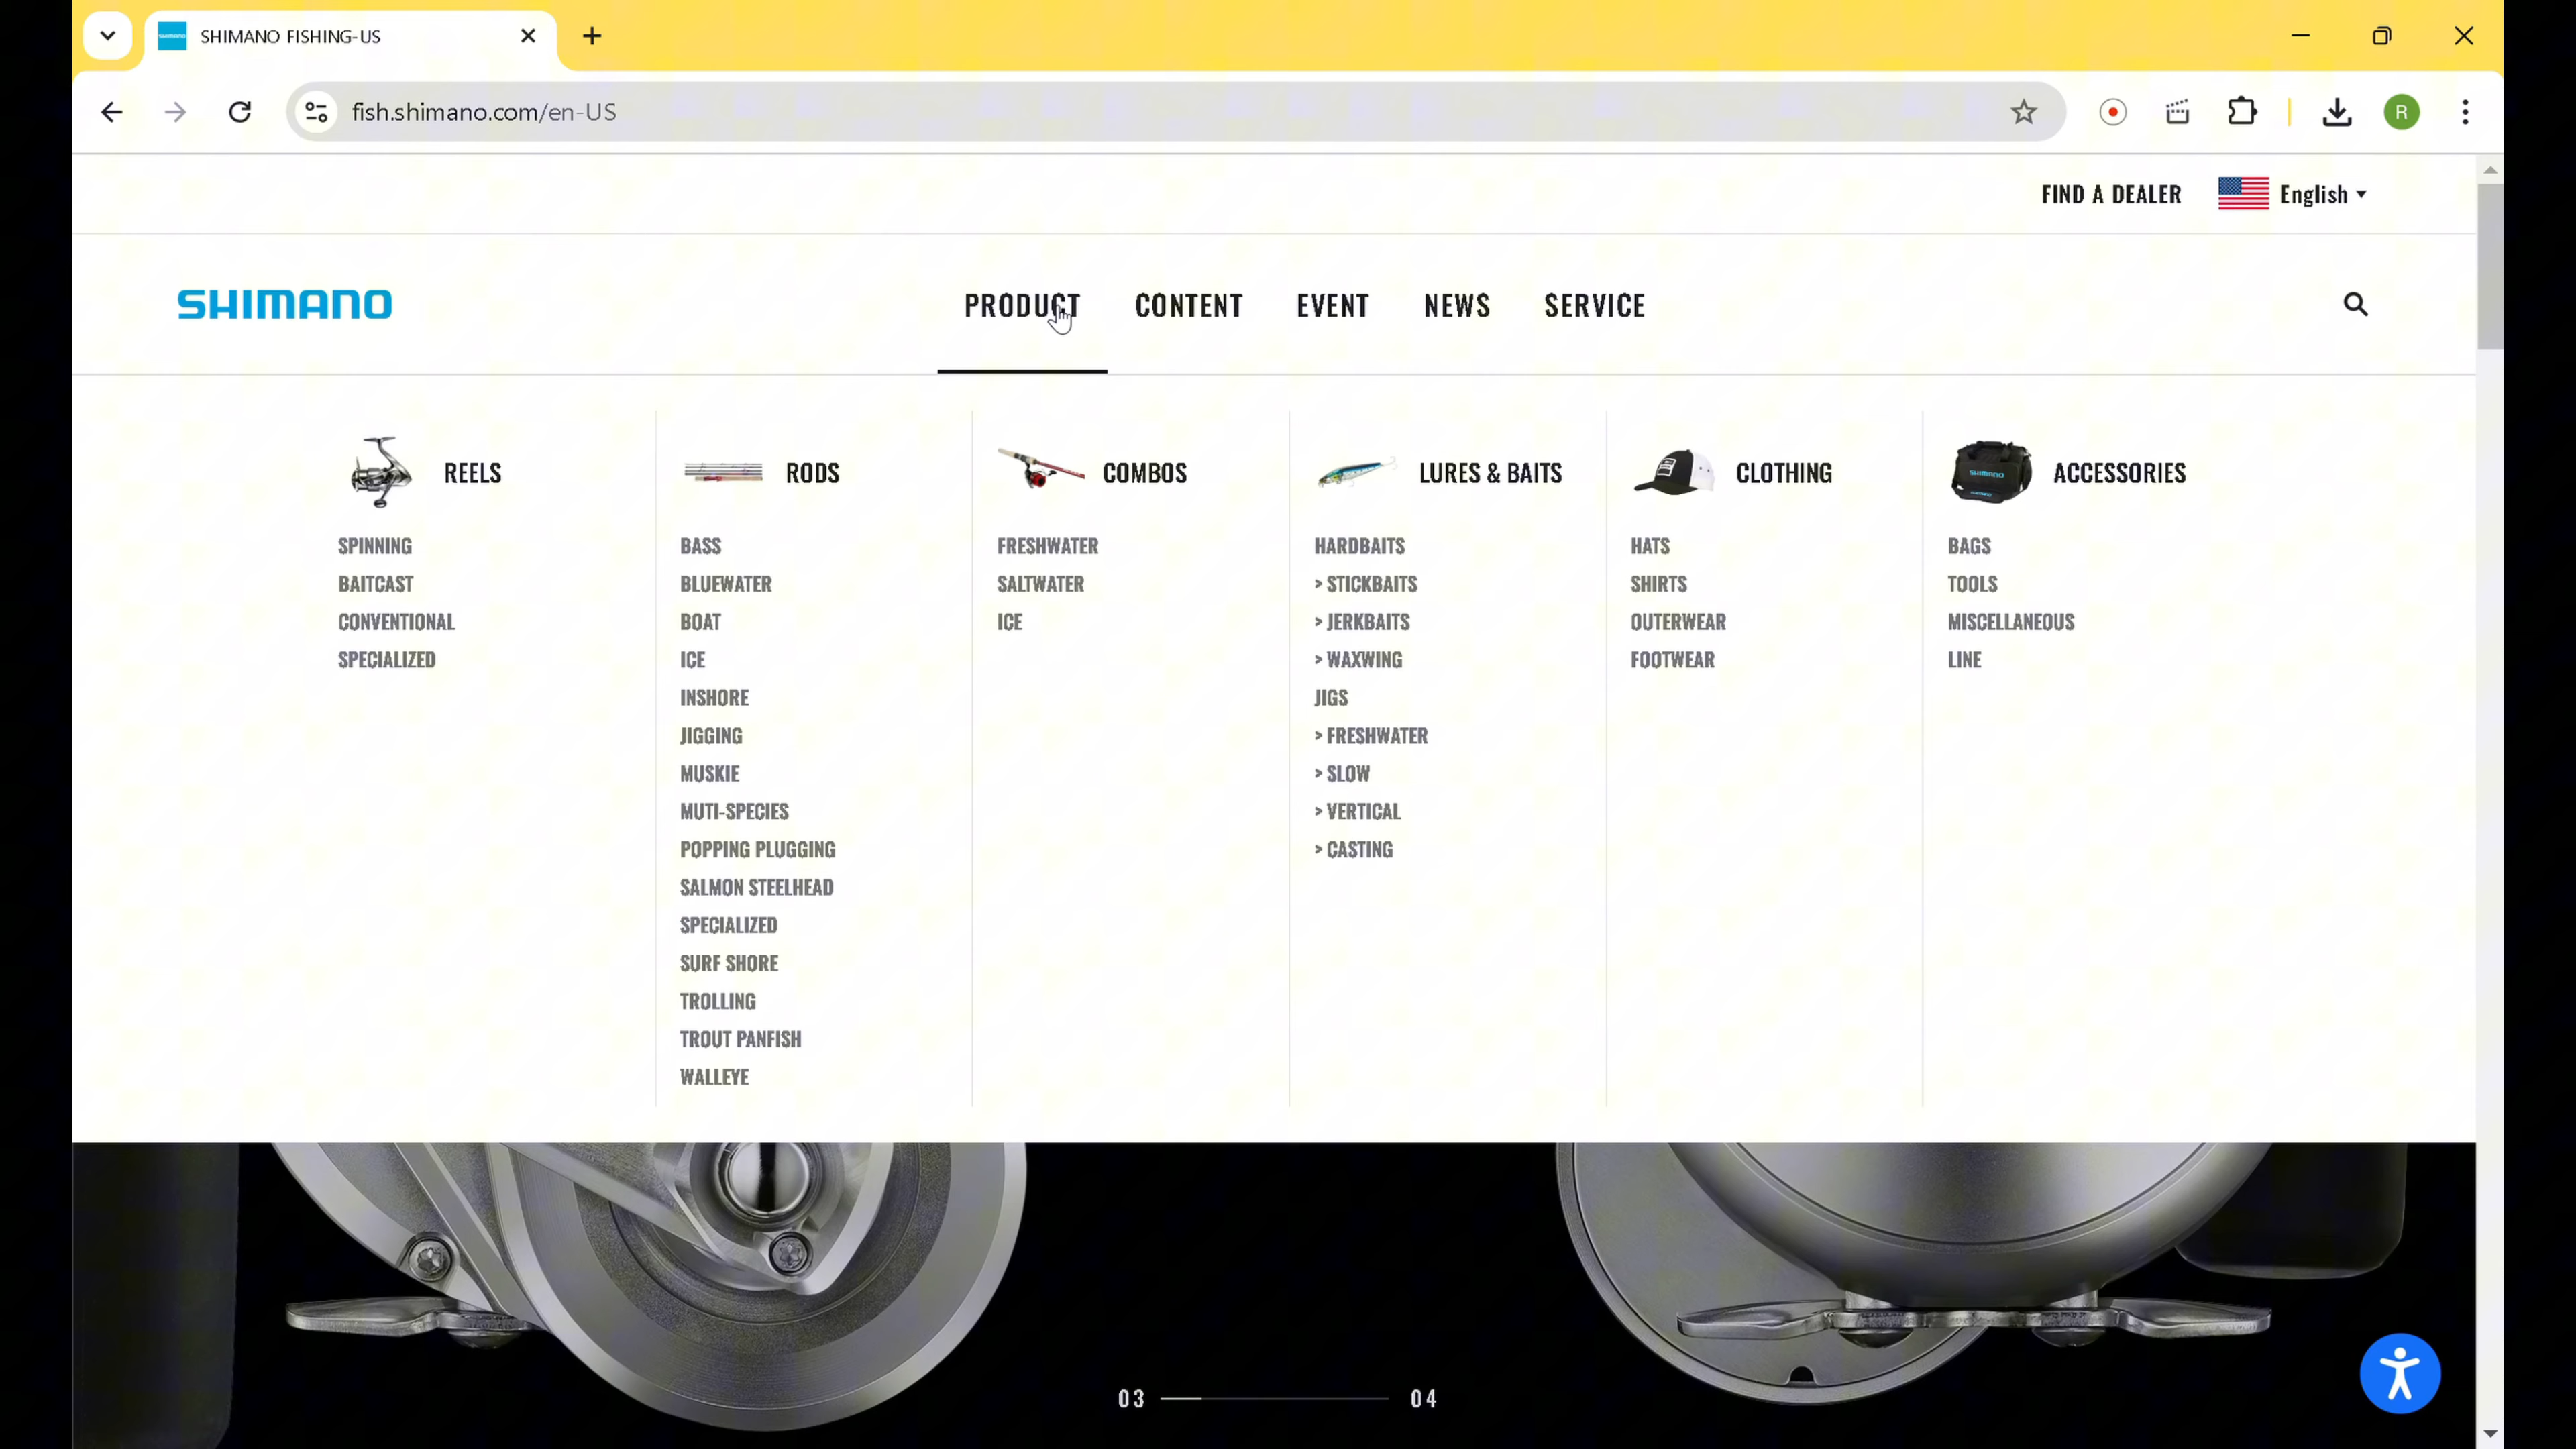 SHIMANO FISHING-US
fish.shimano.com/en-US
R
FIND A DEALER
English
SHIMANO
PRODUCT
CONTENT
EVENT
NEWS
SERVICE
REELS
SPINNING
BAITCAST
CONVENTIONAL
SPECIALIZED
RODS
BASS
BLUEWATER
BOAT
ICE
INSHORE
JIGGING
MUSKIE
MUTI-SPECIES
POPPING PLUGGING
SALMON STEELHEAD
SPECIALIZED
SURF SHORE
TROLLING
TROUT PANFISH
WALLEYE
COMBOS
FRESHWATER
SALTWATER
ICE
LURES & BAITS
HARDBAITS
> STICKBAITS
> JERKBAITS
> WAXWING
JIGS
> FRESHWATER
> SLOW
> VERTICAL
> CASTING
CLOTHING
HATS
SHIRTS
OUTERWEAR
FOOTWEAR
SHIMANO
ACCESSORIES
BAGS
TOOLS
MISCELLANEOUS
LINE
03
04